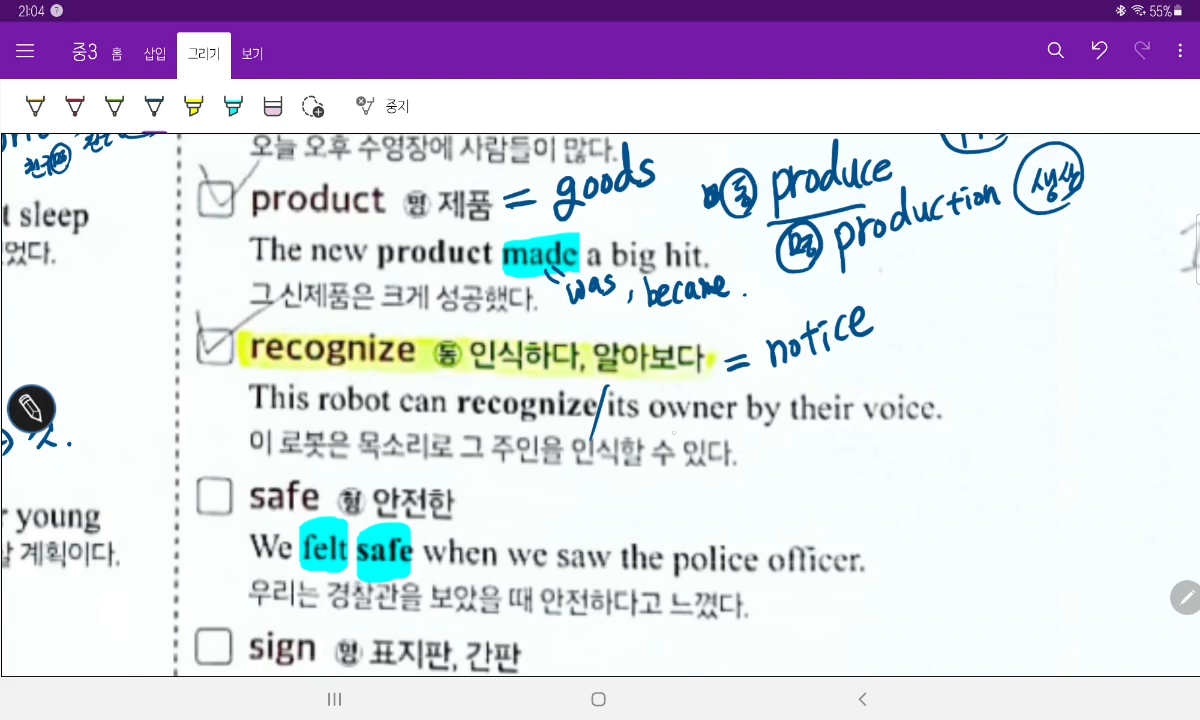 21:04 ?
55%
중3 홈 삽입 그리기 보기
중지
오늘 오후 수영장에 사람들이 많다.
product 명 제품 = goods
동 produce
명 production 생산
The new product made a big hit.
"was, became.
그 신제품은 크게 성공했다.
recognize 동 인식하다, 알아보다 = notice
This robot can recognize/its owner by their voice.
이 로봇은 목소리로 그 주인을 인식할 수 있다.
safe 형 안전한
We felt safe when we saw the police officer.
우리는 경찰관을 보았을 때 안전하다고 느꼈다.
sign 명 표지판, 간판
t sleep
었다.
r young
날 계획이다.